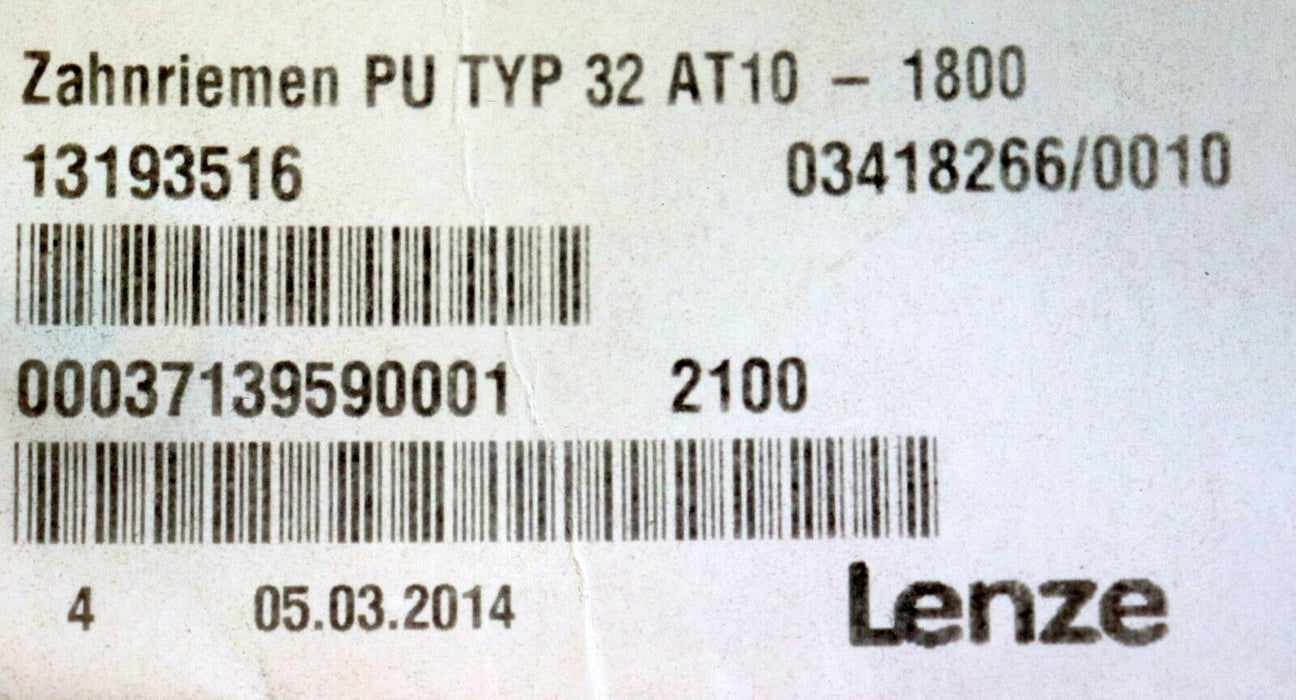 Zahnriemen PU TYP 32 AT10 – 1800
13193516 03418266/0010
00037139590001 2100
4 05.03.2014 Lenze